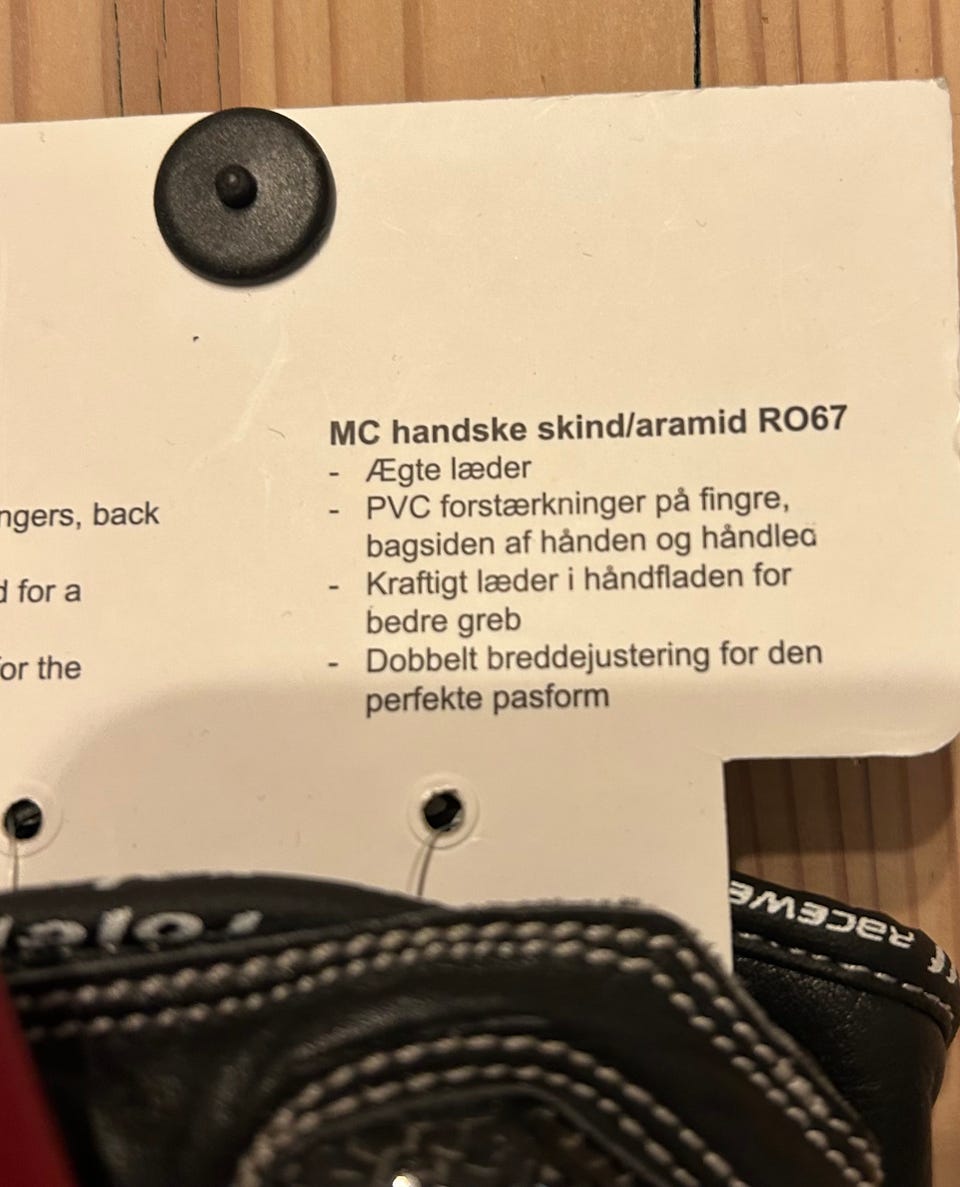 MC handske skind/aramid RO67
- Ægte læder
- PVC forstærkninger på fingre,
bagsiden af hånden og håndled
- Kraftigt læder i håndfladen for
bedre greb
- Dobbelt breddejustering for den
perfekte pasform
ngers, back
d for a
or the
racewe